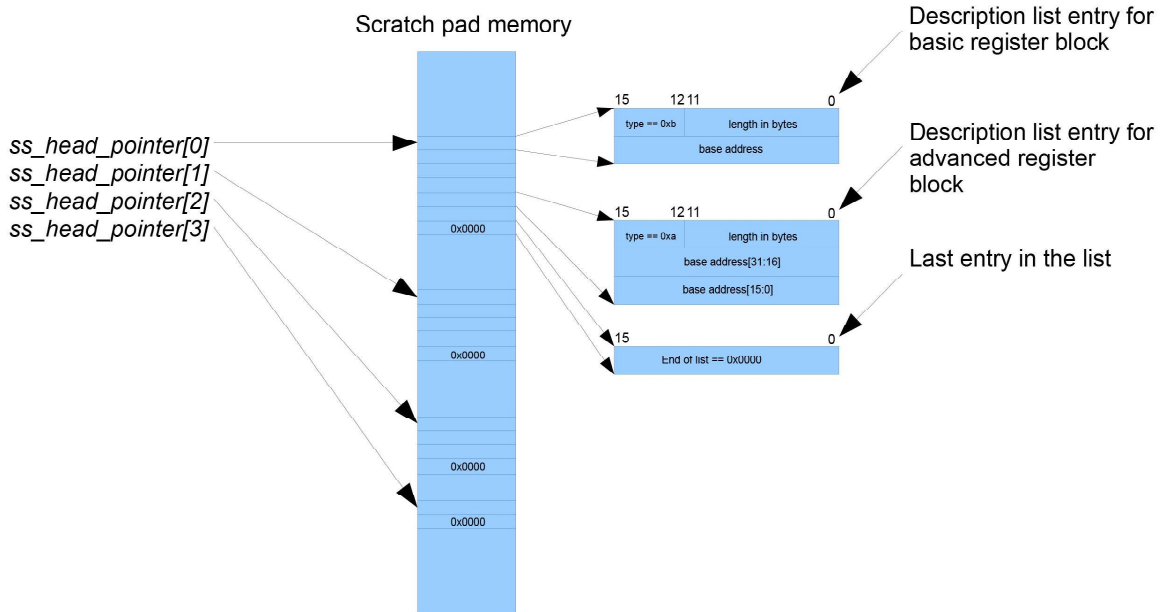 Scratch pad memory
Description list entry for
basic register block
15 12 11 0
type == 0xb length in bytes
base address
ss_head_pointer[0]
ss_head_pointer[1]
ss_head_pointer[2]
ss_head_pointer[3]
Description list entry for
advanced register
block
15 12 11 0
type == 0xa length in bytes
base address[31:16]
base address[15:0]
0x0000
Last entry in the list
15 0
End of list == 0x0000
0x0000
0x0000
0x0000